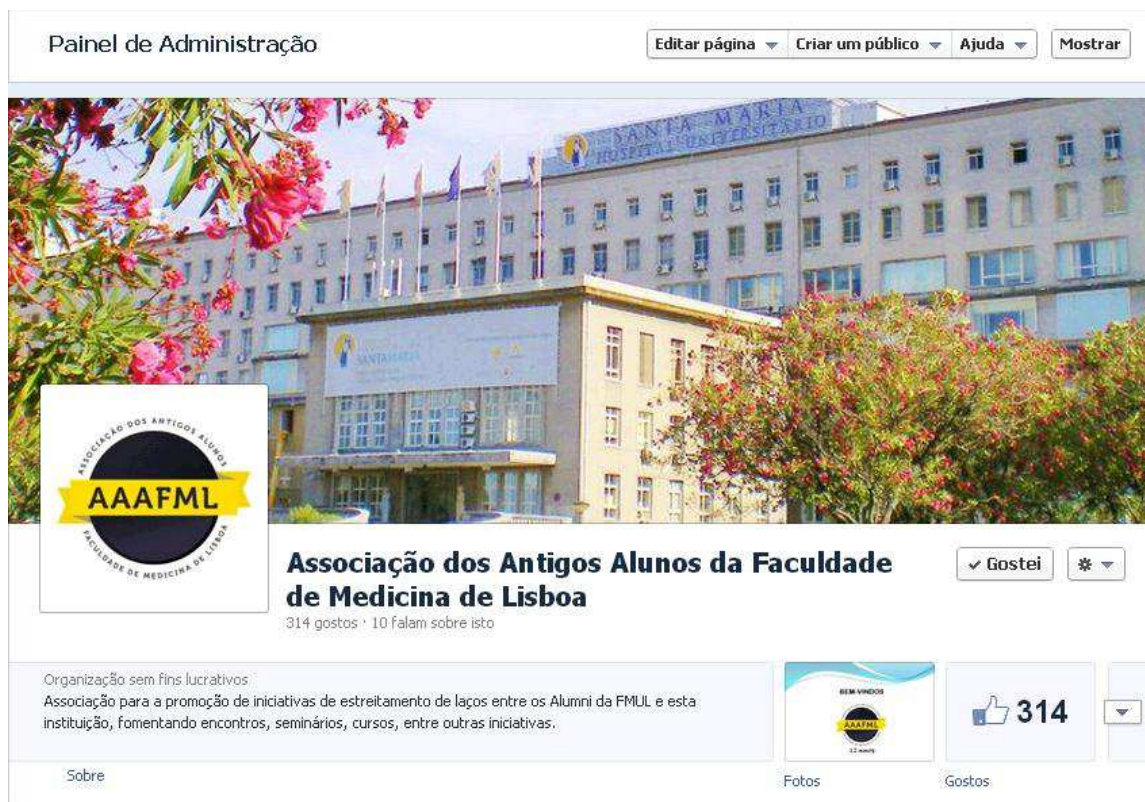 Painel de Administração
Editar página
Criar um público
Ajuda
Mostrar
SANTA MARIA
HOSPITAL UNIVERSITÁRIO
SANTA MARIA
ASSOCIAÇÃO DOS ANTIGOS ALUNOS
AAAFML
FACULDADE DE MEDICINA DE LISBOA
Associação dos Antigos Alunos da Faculdade
de Medicina de Lisboa
Gostei
314 gostos · 10 falam sobre isto
Organização sem fins lucrativos
Associação para a promoção de iniciativas de estreitamento de laços entre os Alumni da FMUL e esta
instituição, fomentando encontros, seminários, cursos, entre outras iniciativas.
BEM-VINDOS
AAAFML
314
Sobre
Fotos
Gostos